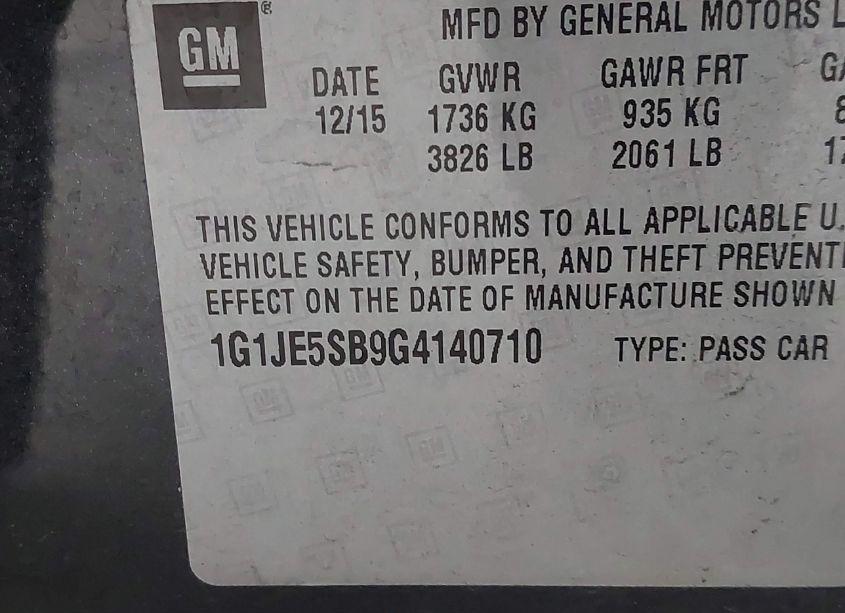 GM ®
MFD BY GENERAL MOTORS
DATE GVWR GAWR FRT
12/15 1736 KG 935 KG
3826 LB 2061 LB
THIS VEHICLE CONFORMS TO ALL APPLICABLE U.
VEHICLE SAFETY, BUMPER, AND THEFT PREVENTI
EFFECT ON THE DATE OF MANUFACTURE SHOWN
1G1JE5SB9G4140710 TYPE: PASS CAR